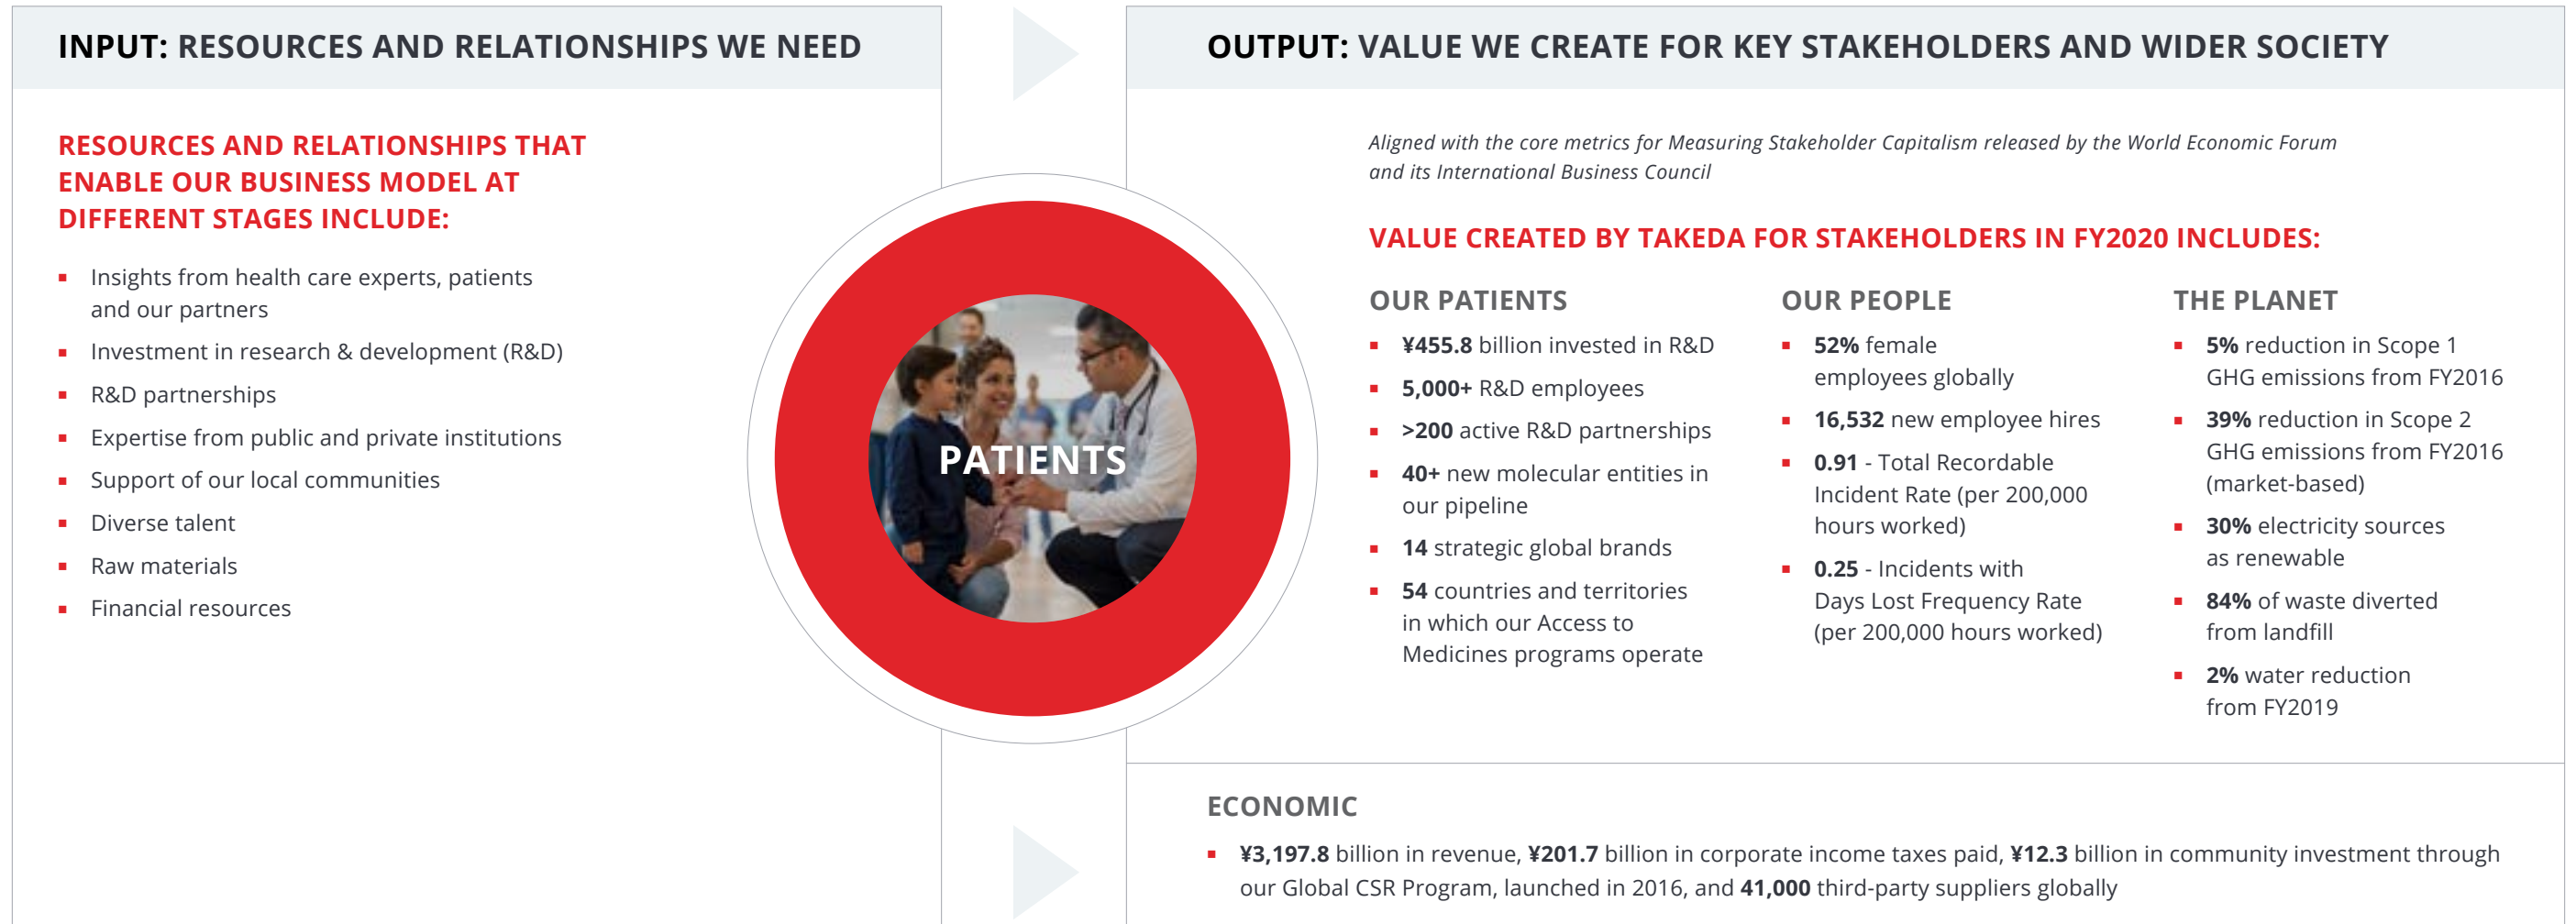 INPUT: RESOURCES AND RELATIONSHIPS WE NEED
RESOURCES AND RELATIONSHIPS THAT
ENABLE OUR BUSINESS MODEL AT
DIFFERENT STAGES INCLUDE:
Insights from health care experts, patients
and our partners
Investment in research & development (R&D)
R&D partnerships
Expertise from public and private institutions
Support of our local communities
Diverse talent
Raw materials
Financial resources
PATIENTS
OUTPUT: VALUE WE CREATE FOR KEY STAKEHOLDERS AND WIDER SOCIETY
Aligned with the core metrics for Measuring Stakeholder Capitalism released by the World Economic Forum
and its International Business Council
VALUE CREATED BY TAKEDA FOR STAKEHOLDERS IN FY2020 INCLUDES:
OUR PATIENTS
¥455.8 billion invested in R&D
5,000+ R&D employees
>200 active R&D partnerships
40+ new molecular entities in
our pipeline
14 strategic global brands
54 countries and territories
in which our Access to
Medicines programs operate
OUR PEOPLE
52% female
employees globally
16,532 new employee hires
0.91 - Total Recordable
Incident Rate (per 200,000
hours worked)
0.25 - Incidents with
Days Lost Frequency Rate
(per 200,000 hours worked)
THE PLANET
5% reduction in Scope 1
GHG emissions from FY2016
39% reduction in Scope 2
GHG emissions from FY2016
(market-based)
30% electricity sources
as renewable
84% of waste diverted
from landfill
2% water reduction
from FY2019
ECONOMIC
¥3,197.8 billion in revenue, ¥201.7 billion in corporate income taxes paid, ¥12.3 billion in community investment through
our Global CSR Program, launched in 2016, and 41,000 third-party suppliers globally